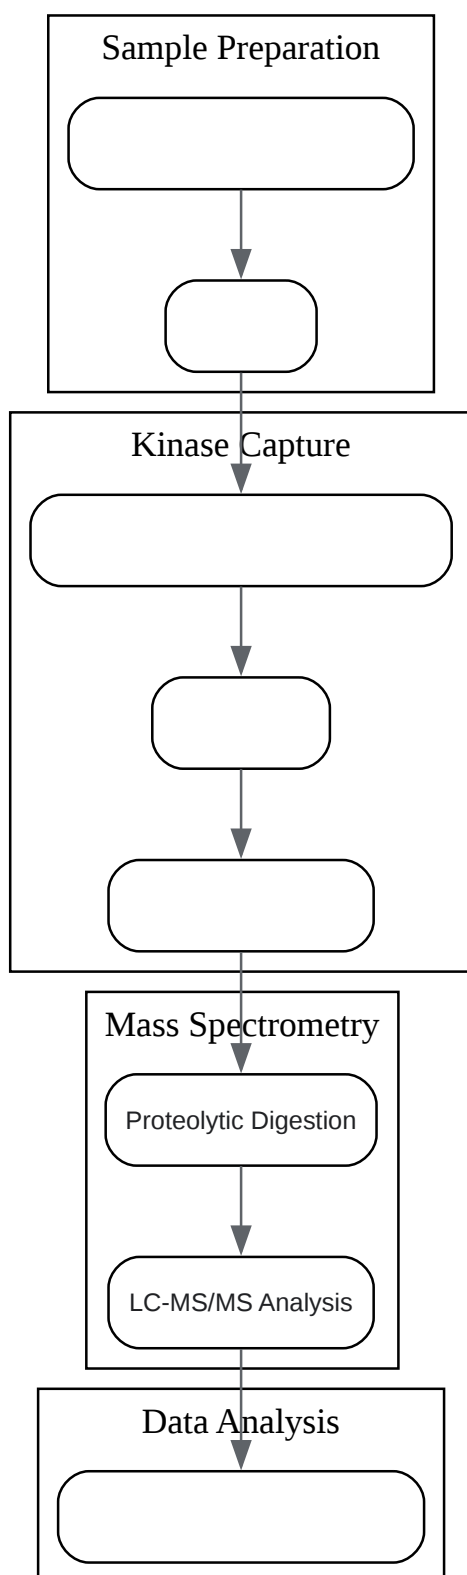 Sample Preparation
Kinase Capture
Mass Spectrometry
Proteolytic Digestion
LC-MS/MS Analysis
Data Analysis